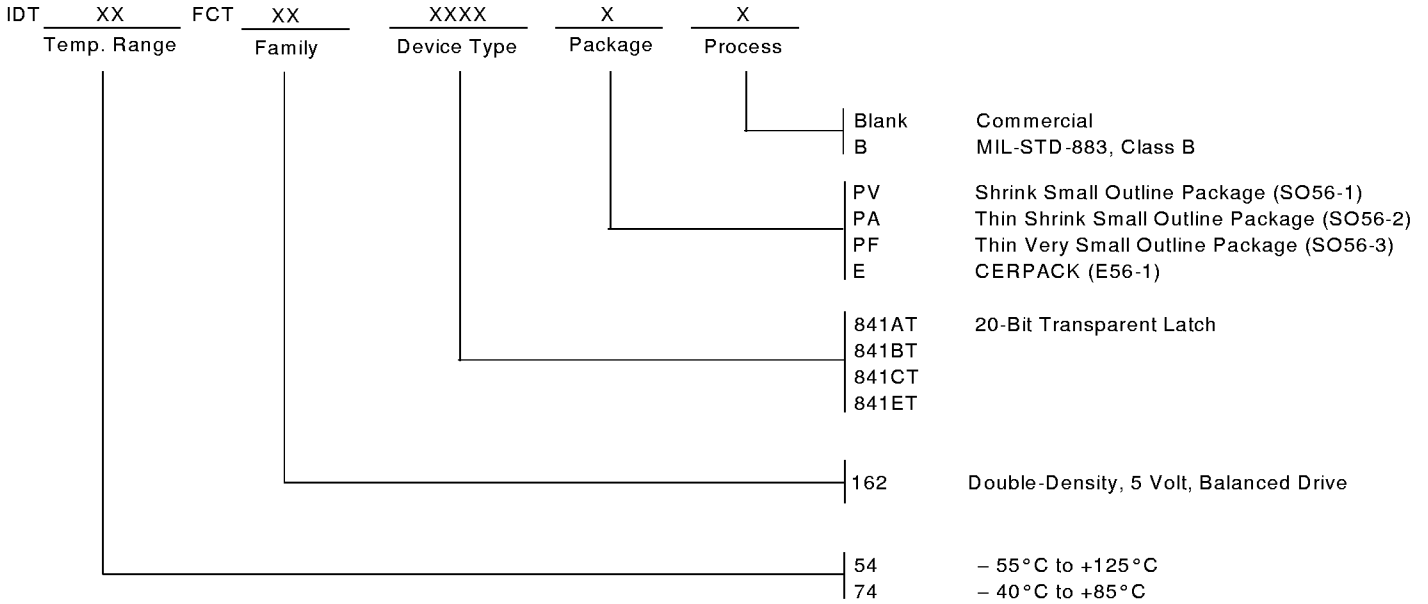 IDT XX FCT XX XXXX X X
Temp. Range Family Device Type Package Process
Blank Commercial
B MIL-STD-883, Class B
PV Shrink Small Outline Package (SO56-1)
PA Thin Shrink Small Outline Package (SO56-2)
PF Thin Very Small Outline Package (SO56-3)
E CERPACK (E56-1)
841AT 20-Bit Transparent Latch
841BT
841CT
841ET
162 Double-Density, 5 Volt, Balanced Drive
54 – 55°C to +125°C
74 – 40°C to +85°C